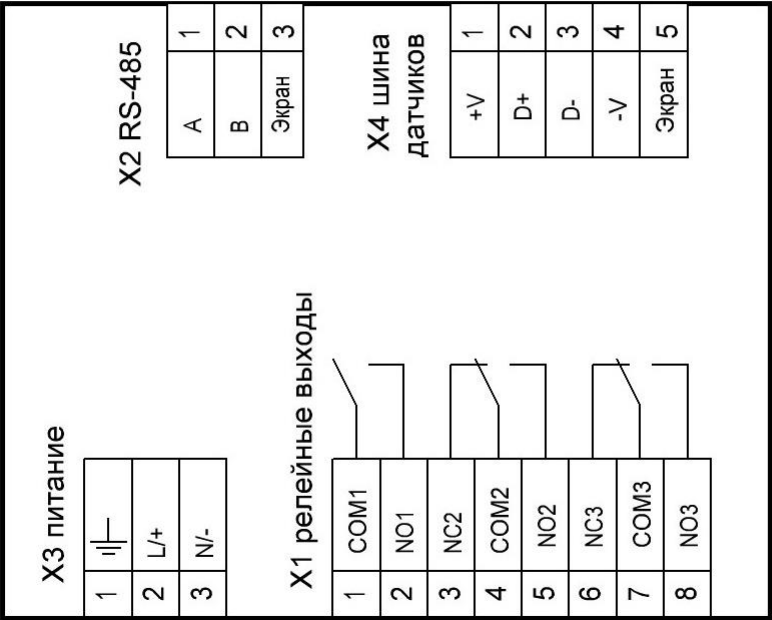 X2 RS-485
1 A
2 B
3 Экран
X4 шина
датчиков
1 +V
2 D+
3 D-
4 -V
5 Экран
X3 питание
1
2 L/+
3 N/-
X1 релейные выходы
1 COM1
2 NO1
3 NC2
4 COM2
5 NO2
6 NC3
7 COM3
8 NO3